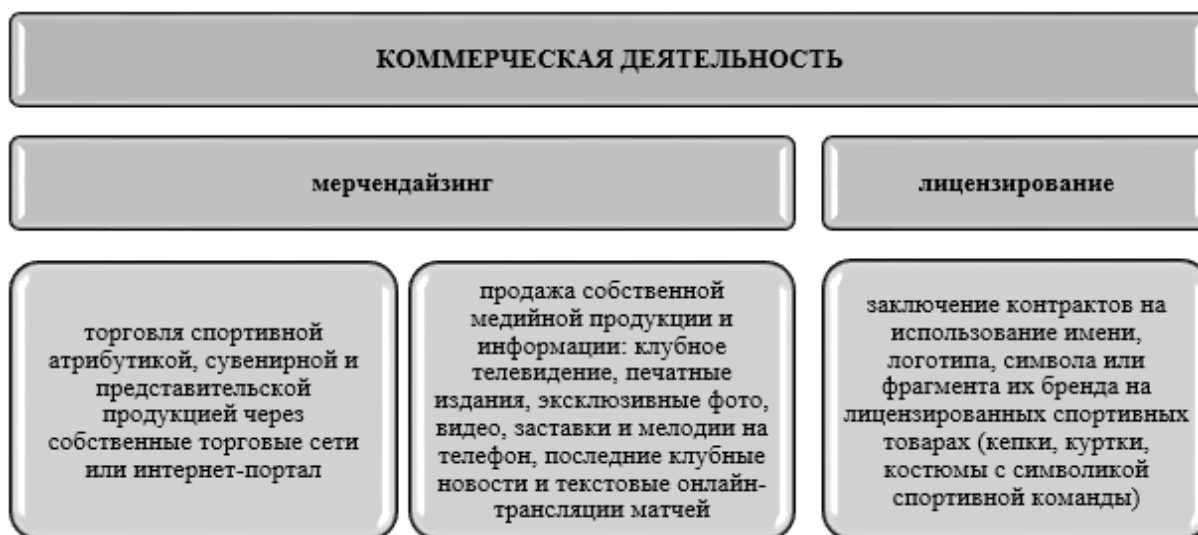 КОММЕРЧЕСКАЯ ДЕЯТЕЛЬНОСТЬ
мерчендайзинг
лицензирование
торговля спортивной
атрибутикой, сувенирной и
представительской
продукцией через
собственные торговые сети
или интернет-портал
продажа собственной
медийной продукции и
информации: клубное
телевидение, печатные
издания, эксклюзивные фото,
видео, заставки и мелодии на
телефон, последние клубные
новости и текстовые онлайн-
трансляции матчей
заключение контрактов на
использование имени,
логотипа, символа или
фрагмента их бренда на
лицензированных спортивных
товарах (кепки, куртки,
костюмы с символикой
спортивной команды)